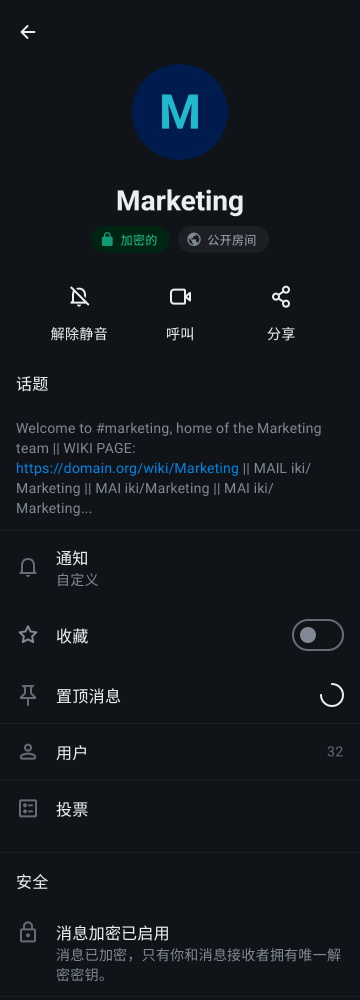 M
Marketing
加密的
公开房间
解除静音
呼叫
分享
话题
Welcome to #marketing, home of the Marketing
team || WIKI PAGE:
https://domain.org/wiki/Marketing || MAIL iki/
Marketing || MAI iki/Marketing || MAI iki/
Marketing...
通知
自定义
收藏
置顶消息
用户
32
投票
安全
消息加密已启用
消息已加密，只有你和消息接收者拥有唯一解
密密钥。